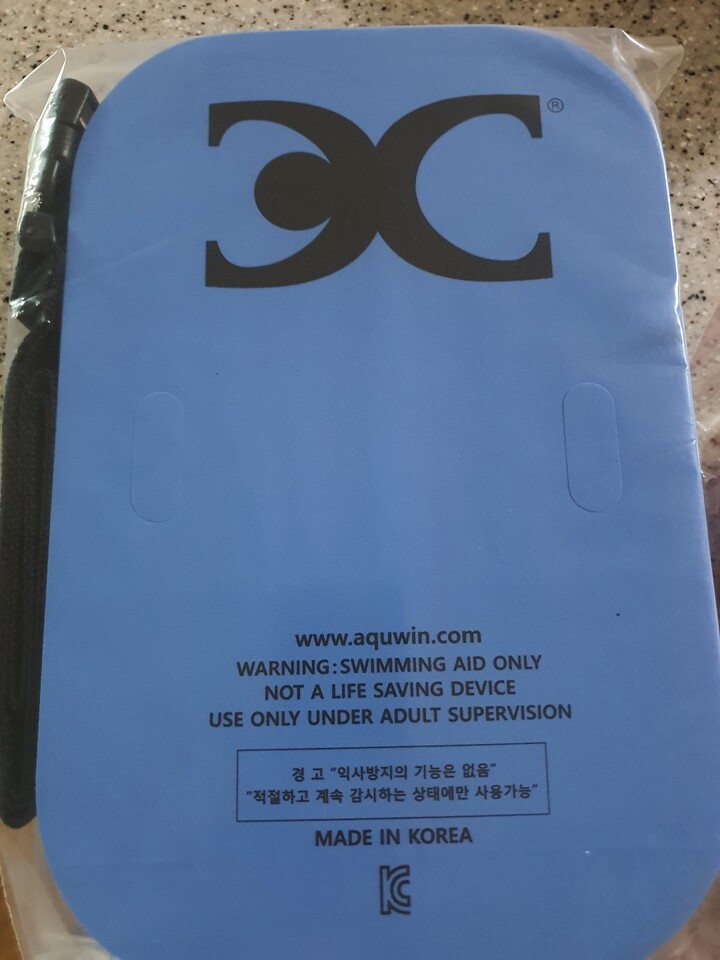 ®
www.aquwin.com
WARNING:SWIMMING AID ONLY
NOT A LIFE SAVING DEVICE
USE ONLY UNDER ADULT SUPERVISION
경 고 "익사방지의 기능은 없음"
"적절하고 계속 감시하는 상태에만 사용가능"
MADE IN KOREA
KC